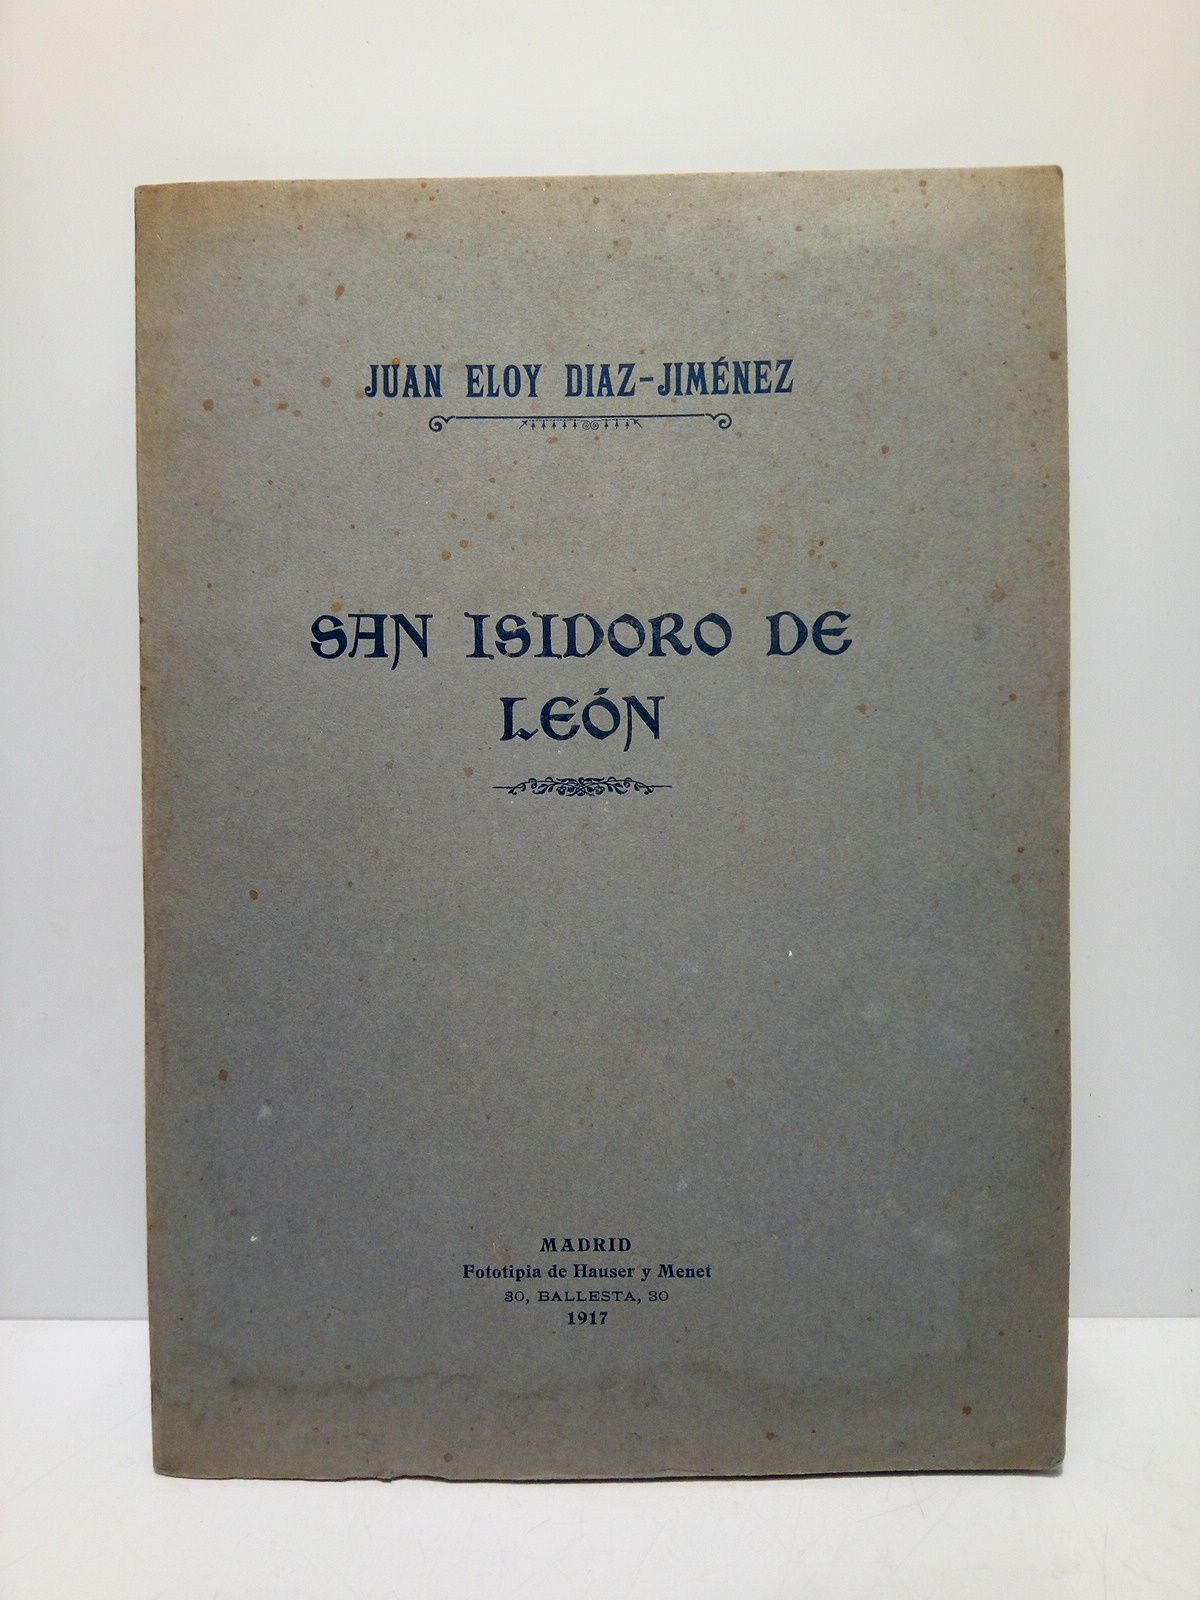 JUAN ELOY DIAZ-JIMÉNEZ
SAN ISIDORO DE
LEÓN
MADRID
Fototipia de Hauser y Menet
30, BALLESTA, 30
1917